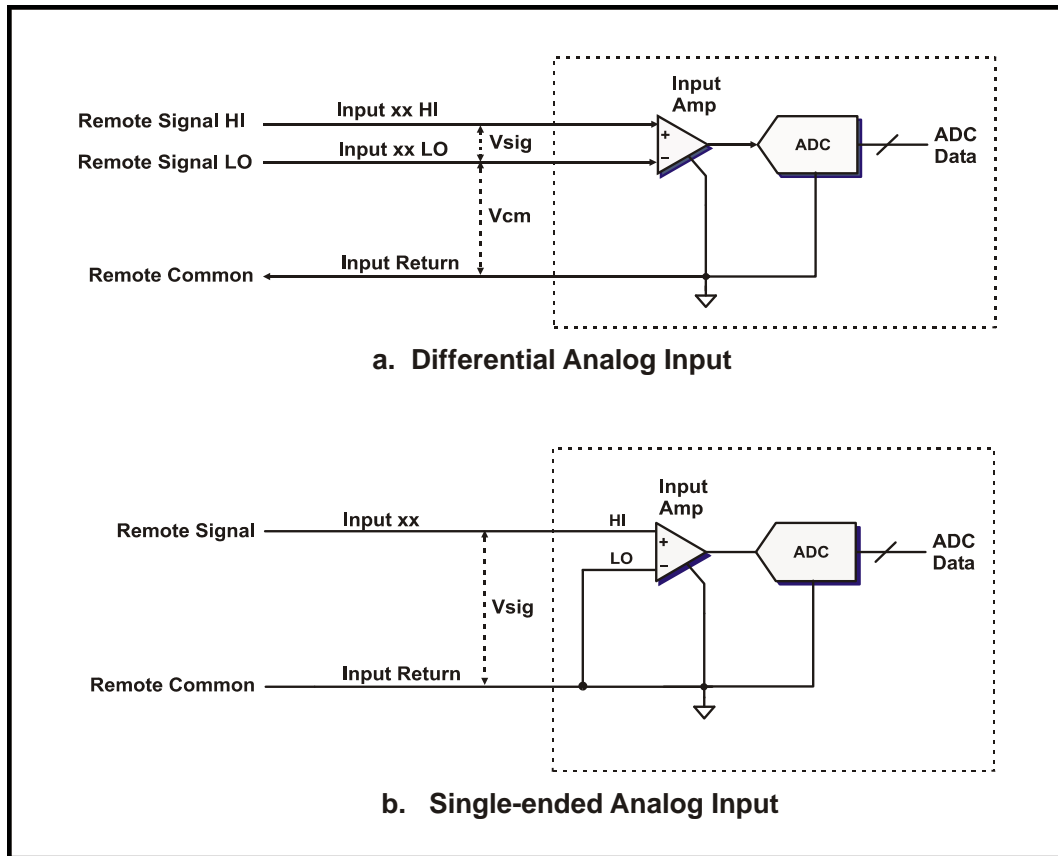 Input
Amp
Remote Signal HI
Input xx HI
Vsig
+
ADC
ADC
Data
Remote Signal LO
Input xx LO
−
Vcm
Remote Common
Input Return
a. Differential Analog Input
Input
Amp
Remote Signal
Input xx
HI
+
ADC
ADC
Data
LO
−
Vsig
Remote Common
Input Return
b. Single-ended Analog Input